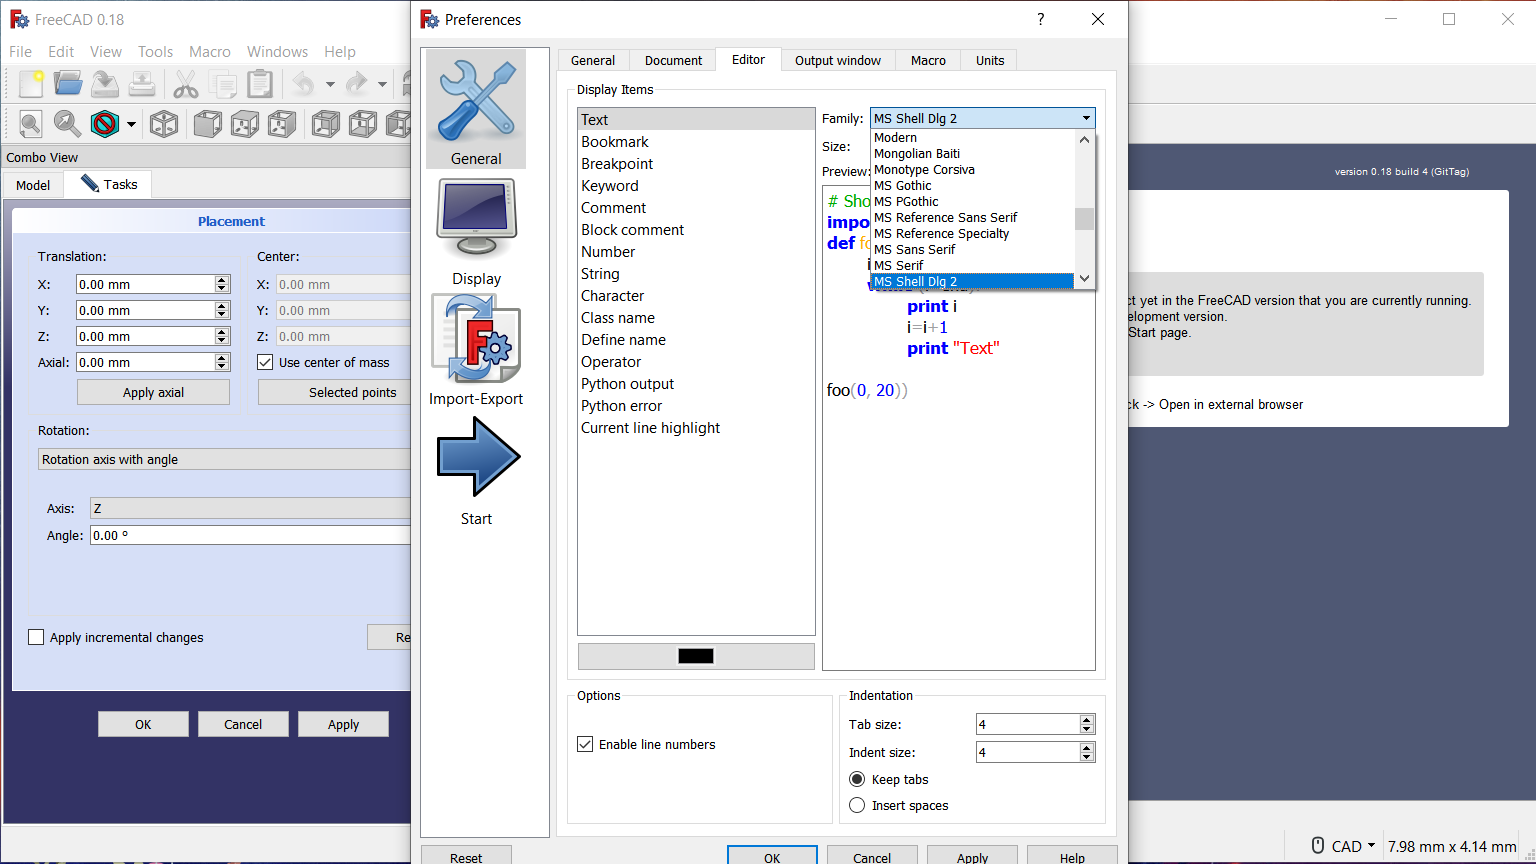 FreeCAD 0.18
File Edit View Tools Macro Windows Help
Combo View
Model Tasks
Placement
Translation:
Center:
X: 0.00 mm
X: 0.00 mm
Y: 0.00 mm
Y: 0.00 mm
Z: 0.00 mm
Z: 0.00 mm
Axial: 0.00 mm
Use center of mass
Apply axial
Selected points
Rotation:
Rotation axis with angle
Axis: Z
Angle: 0.00 °
Apply incremental changes
Re
OK Cancel Apply
Preferences
?
General
Display
Import-Export
Start
General Document Editor Output window Macro Units
Display Items
Text
Bookmark
Breakpoint
Keyword
Comment
Block comment
Number
String
Character
Class name
Define name
Operator
Python output
Python error
Current line highlight
Family: MS Shell Dlg 2
Size:
Preview:
Modern
Mongolian Baiti
Monotype Corsiva
MS Gothic
MS PGothic
MS Reference Sans Serif
MS Reference Specialty
MS Sans Serif
MS Serif
MS Shell Dlg 2
# Sho
impo
def fo
print i
i=i+1
print "Text"
foo(0, 20))
Options
Enable line numbers
Indentation
Tab size: 4
Indent size: 4
Keep tabs
Insert spaces
Reset OK Cancel Apply Help
version 0.18 build 4 (GitTag)
ct yet in the FreeCAD version that you are currently running.
elopment version.
Start page.
ck -> Open in external browser
CAD 7.98 mm x 4.14 mm